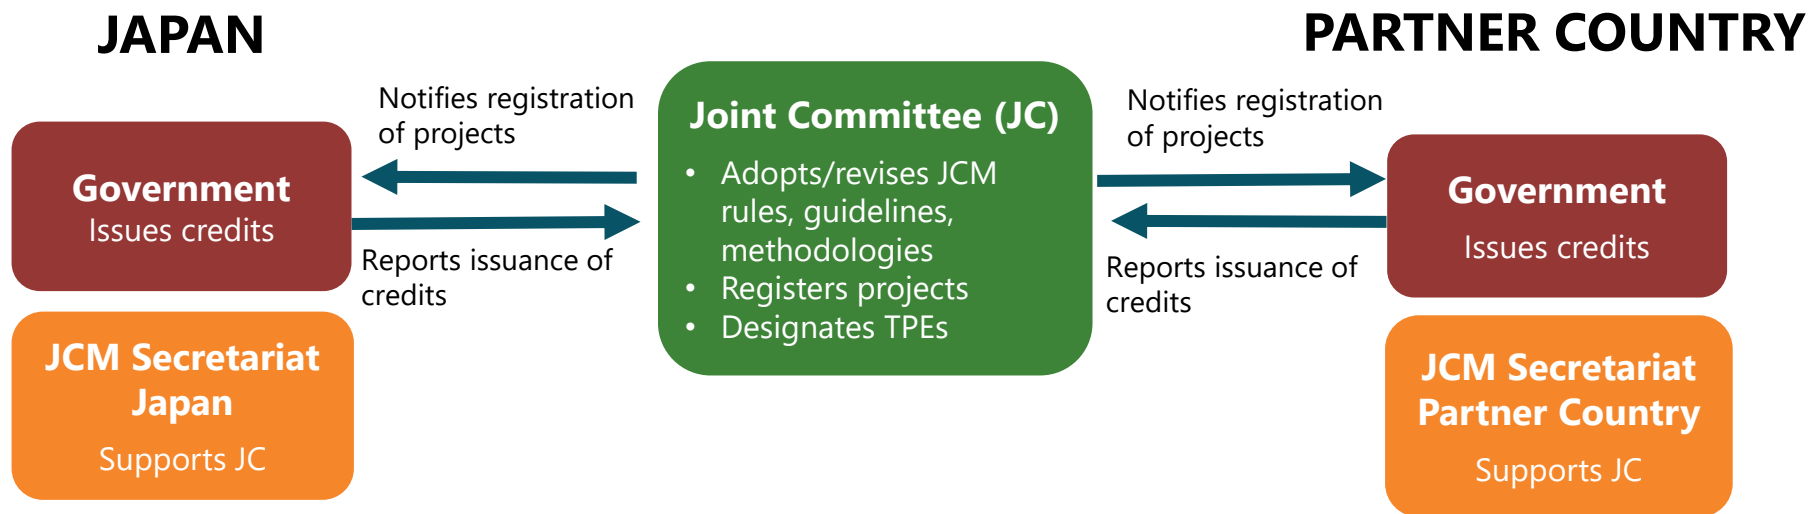 JAPAN
PARTNER COUNTRY
Notifies registration
of projects
Government
Issues credits
Reports issuance of
credits
JCM Secretariat
Japan
Supports JC
Joint Committee (JC)
• Adopts/revises JCM
rules, guidelines,
methodologies
• Registers projects
• Designates TPEs
Notifies registration
of projects
Reports issuance of
credits
Government
Issues credits
JCM Secretariat
Partner Country
Supports JC